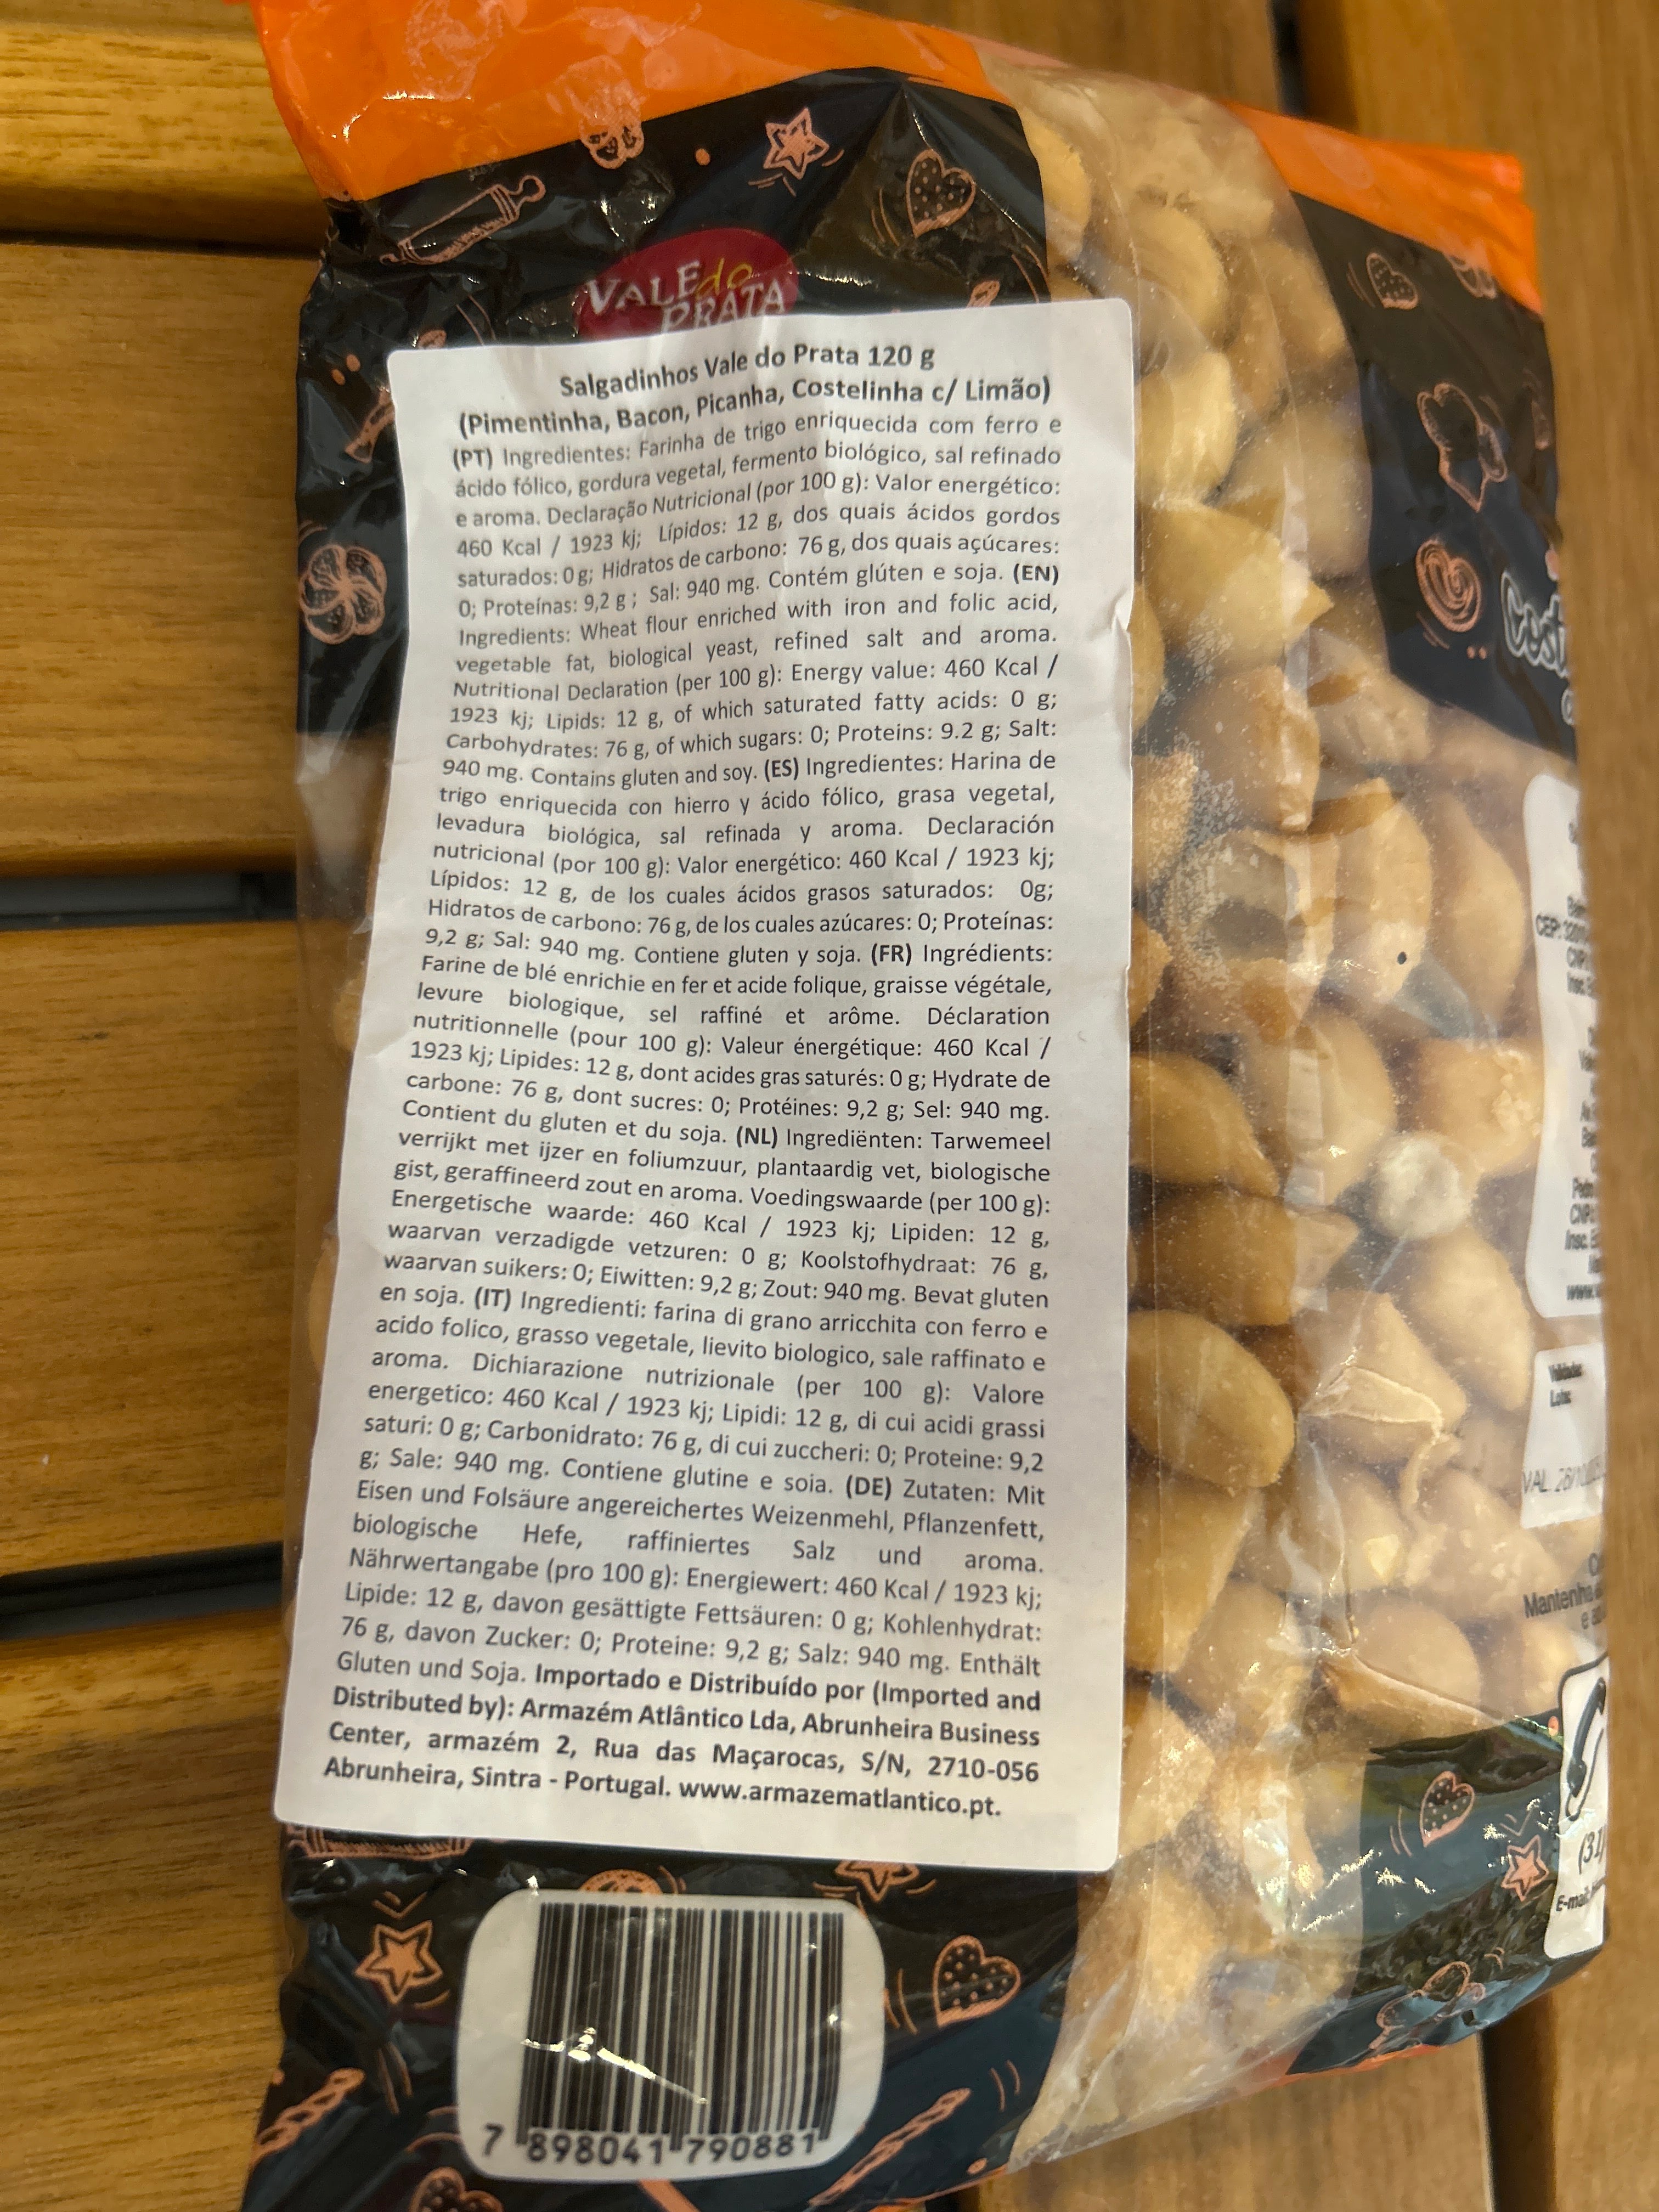 VALE do
PRATA
Salgadinhos Vale do Prata 120 g
(Pimentinha, Bacon, Picanha, Costelinha c/ Limão)
(PT) Ingredientes: Farinha de trigo enriquecida com ferro e
ácido fólico, gordura vegetal, fermento biológico, sal refinado
e aroma. Declaração Nutricional (por 100 g): Valor energético:
460 Kcal / 1923 kj; Lípidos: 12 g, dos quais ácidos gordos
saturados: 0 g; Hidratos de carbono: 76 g, dos quais açúcares:
0; Proteínas: 9,2 g ; Sal: 940 mg. Contém glúten e soja. (EN)
Ingredients: Wheat flour enriched with iron and folic acid,
vegetable fat, biological yeast, refined salt and aroma.
Nutritional Declaration (per 100 g): Energy value: 460 Kcal /
1923 kj; Lipids: 12 g, of which saturated fatty acids: 0 g;
Carbohydrates: 76 g, of which sugars: 0; Proteins: 9.2 g; Salt:
940 mg. Contains gluten and soy. (ES) Ingredientes: Harina de
trigo enriquecida con hierro y ácido fólico, grasa vegetal,
levadura biológica, sal refinada y aroma. Declaración
nutricional (por 100 g): Valor energético: 460 Kcal / 1923 kj;
Lípidos: 12 g, de los cuales ácidos grasos saturados: 0g;
Hidratos de carbono: 76 g, de los cuales azúcares: 0; Proteínas:
9,2 g; Sal: 940 mg. Contiene gluten y soja. (FR) Ingrédients:
Farine de blé enrichie en fer et acide folique, graisse végétale,
levure biologique, sel raffiné et arôme. Déclaration
nutritionnelle (pour 100 g): Valeur énergétique: 460 Kcal /
1923 kj; Lipides: 12 g, dont acides gras saturés: 0 g; Hydrate de
carbone: 76 g, dont sucres: 0; Protéines: 9,2 g; Sel: 940 mg.
Contient du gluten et du soja. (NL) Ingrediënten: Tarwemeel
verrijkt met ijzer en foliumzuur, plantaardig vet, biologische
gist, geraffineerd zout en aroma. Voedingswaarde (per 100 g):
Energetische waarde: 460 Kcal / 1923 kj; Lipiden: 12 g,
waarvan verzadigde vetzuren: 0 g; Koolstofhydraat: 76 g,
waarvan suikers: 0; Eiwitten: 9,2 g; Zout: 940 mg. Bevat gluten
en soja. (IT) Ingredienti: farina di grano arricchita con ferro e
acido folico, grasso vegetale, lievito biologico, sale raffinato e
aroma. Dichiarazione nutrizionale (per 100 g): Valore
energetico: 460 Kcal / 1923 kj; Lipidi: 12 g, di cui acidi grassi
saturi: 0 g; Carbonidrato: 76 g, di cui zuccheri: 0; Proteine: 9,2
g; Sale: 940 mg. Contiene glutine e soia. (DE) Zutaten: Mit
Eisen und Folsäure angereichertes Weizenmehl, Pflanzenfett,
biologische Hefe, raffiniertes Salz und aroma.
Nährwertangabe (pro 100 g): Energiewert: 460 Kcal / 1923 kj;
Lipide: 12 g, davon gesättigte Fettsäuren: 0 g; Kohlenhydrat:
76 g, davon Zucker: 0; Proteine: 9,2 g; Salz: 940 mg. Enthält
Gluten und Soja. Importado e Distribuído por (Imported and
Distributed by): Armazém Atlântico Lda, Abrunheira Business
Center, armazém 2, Rua das Maçarocas, S/N, 2710-056
Abrunheira, Sintra - Portugal. www.armazematlantico.pt.
7 898041 790881
CEP:
Validade:
Lote:
VAL.
Mantenha
(31)